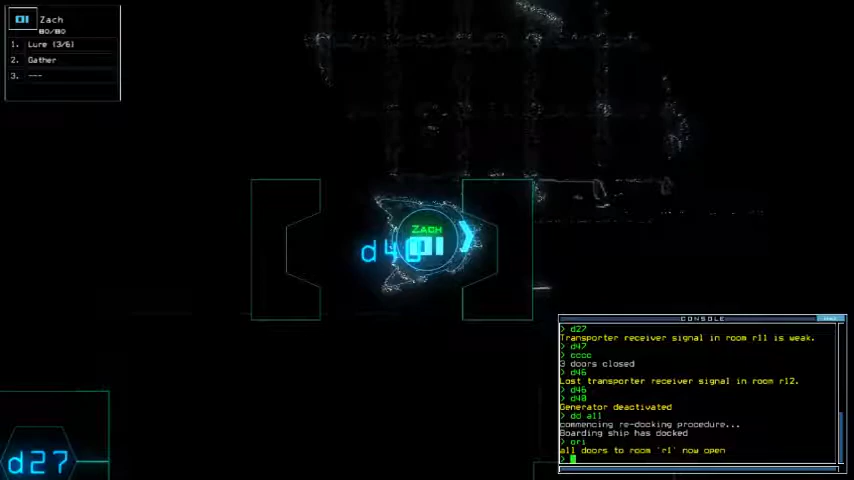 01 Zach
80/80
1. Lure (3/6)
2. Gather
3. ---
Zach
01
d27
CONSOLE
> d27
Transporter receiver signal in room r11 is weak.
> d47
> cccc
3 doors closed
> d46
Lost transporter receiver signal in room r12.
> d46
> d40
Generator deactivated
> dd all
commencing re-docking procedure...
Boarding ship has docked
> ori
all doors to room 'r1' now open
>